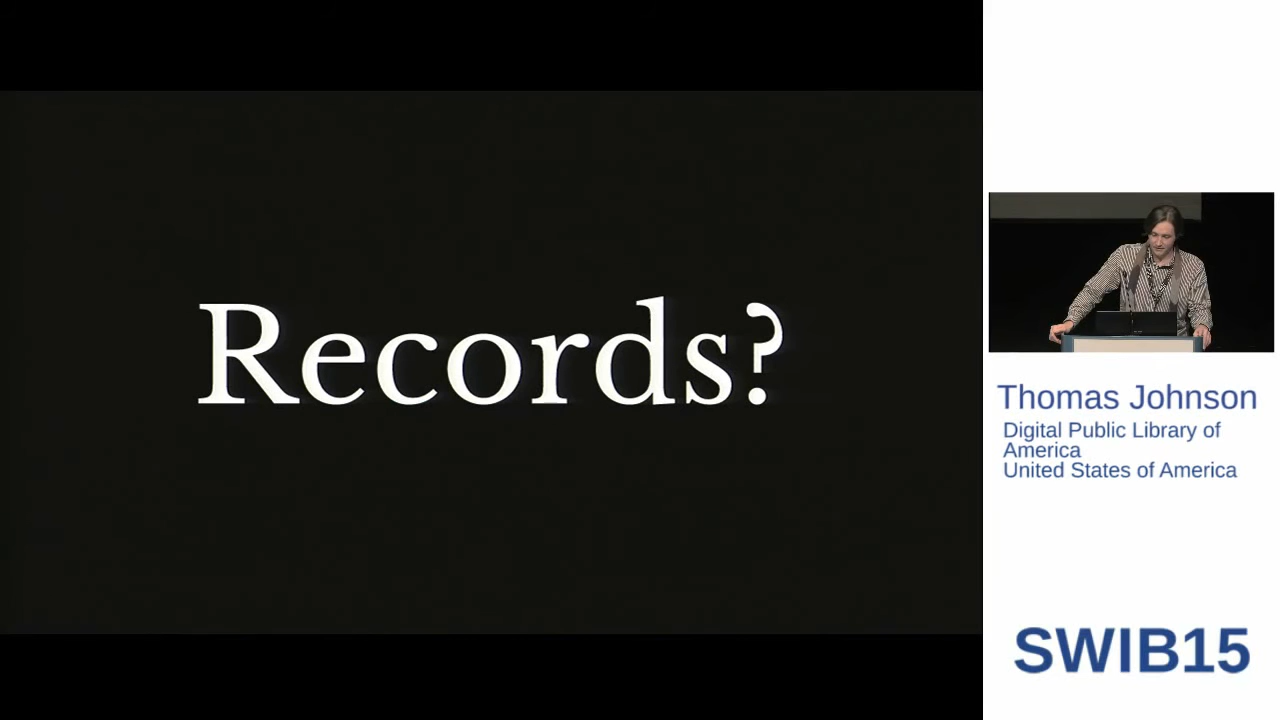 Records?
Thomas Johnson
Digital Public Library of
America
United States of America
SWIB15